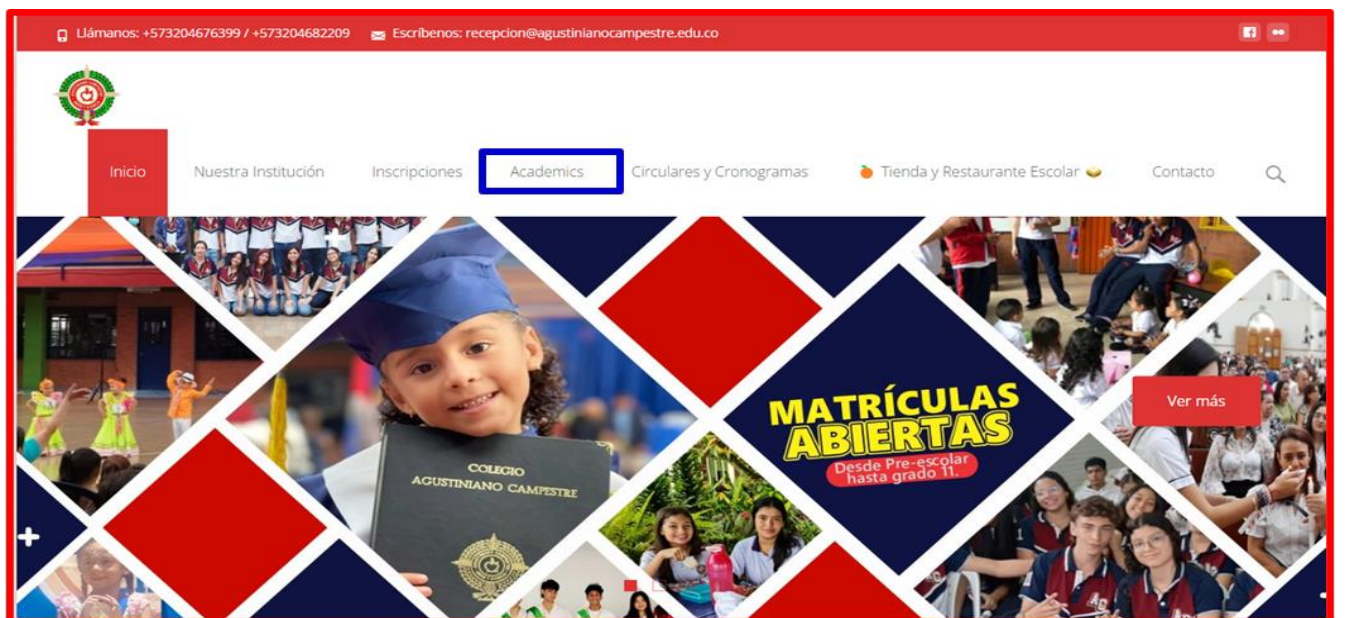 Llámanos: +573204676399 / +573204682209 Escríbenos: recepcion@agustinianocampestre.edu.co
Inicio Nuestra Institución Inscripciones Academics Circulares y Cronogramas Tienda y Restaurante Escolar Contacto
MATRÍCULAS
ABIERTAS
Desde Pre-escolar
hasta grado 11.
Ver más
COLEGIO
AGUSTINIANO CAMPESTRE